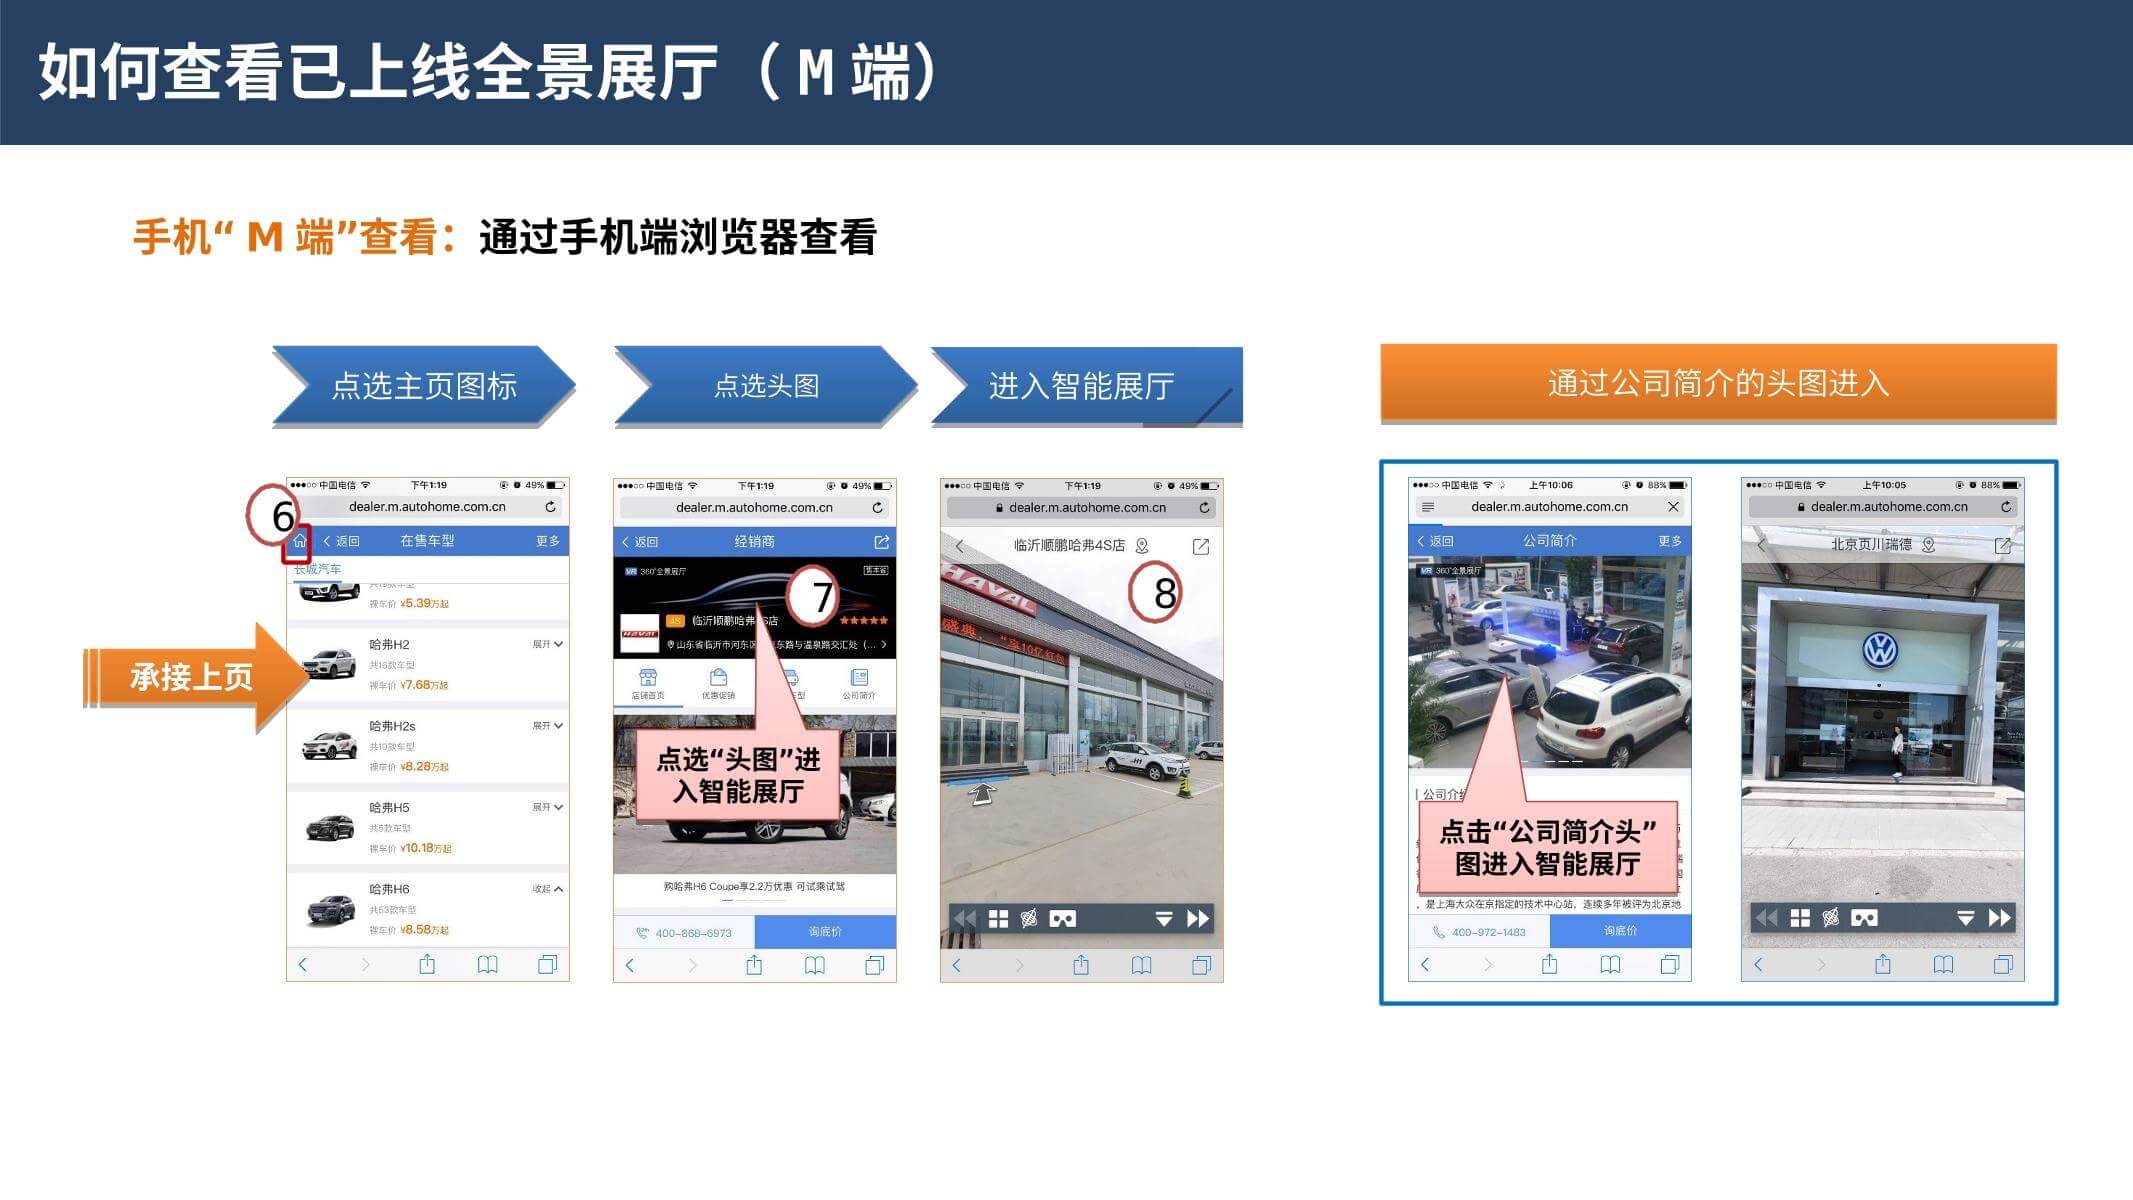 如何查看已上线全景展厅（M 端）
手机“ M 端”查看：通过手机端浏览器查看
点选主页图标
点选头图
进入智能展厅
通过公司简介的头图进入
承接上页
6
中国电信 下午1:19 49%
dealer.m.autohome.com.cn
返回 在售车型 更多
长城汽车
裸车价 ¥5.39万起
哈弗H2 展开
共16款车型
裸车价 ¥7.68万起
哈弗H2s 展开
共10款车型
裸车价 ¥8.28万起
哈弗H5 展开
共5款车型
裸车价 ¥10.18万起
哈弗H6 收起
共53款车型
裸车价 ¥8.58万起
7
中国电信 下午1:19 49%
dealer.m.autohome.com.cn
返回 经销商
VR 360°全景展厅 售本省
4S 临沂顺鹏哈弗 S店
HAVAL
山东省临沂市河东区 东路与温泉路交汇处（...
店铺首页 优惠促销 型 公司简介
点选“头图”进
入智能展厅
购哈弗H6 Coupe享2.2万优惠 可试乘试驾
400-868-6973 询底价
8
中国电信 下午1:19 49%
dealer.m.autohome.com.cn
临沂顺鹏哈弗4S店
HAVAL
盛典，“享10亿红包
H1
中国电信 上午10:06 88%
dealer.m.autohome.com.cn
返回 公司简介 更多
VR 360°全景展厅
公司介绍
点击“公司简介头”
图进入智能展厅
，是上海大众在京指定的技术中心站，连续多年被评为北京地
400-972-1483 询底价
中国电信 上午10:05 88%
dealer.m.autohome.com.cn
北京页川瑞德